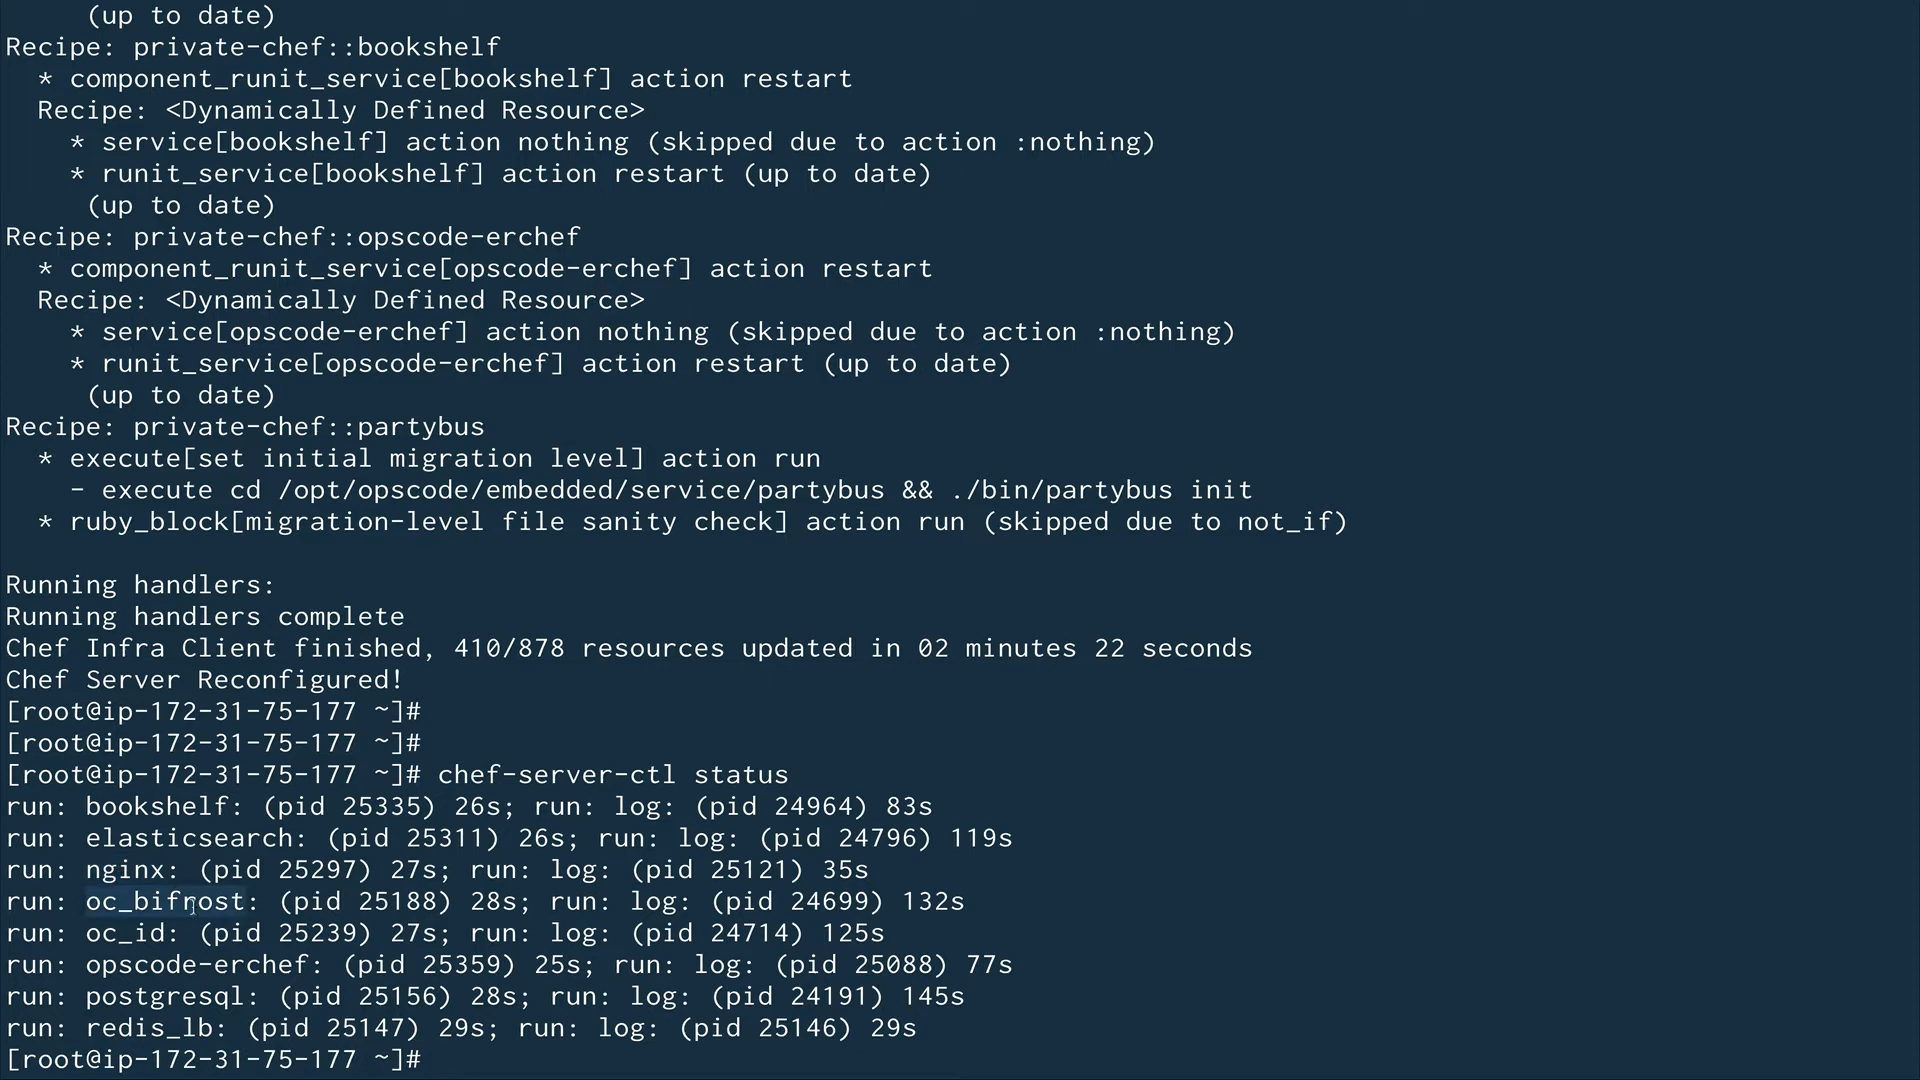 (up to date)
Recipe: private-chef::bookshelf
* component_runit_service[bookshelf] action restart
Recipe: <Dynamically Defined Resource>
* service[bookshelf] action nothing (skipped due to action :nothing)
* runit_service[bookshelf] action restart (up to date)
(up to date)
Recipe: private-chef::opscode-erchef
* component_runit_service[opscode-erchef] action restart
Recipe: <Dynamically Defined Resource>
* service[opscode-erchef] action nothing (skipped due to action :nothing)
* runit_service[opscode-erchef] action restart (up to date)
(up to date)
Recipe: private-chef::partybus
* execute[set initial migration level] action run
- execute cd /opt/opscode/embedded/service/partybus && ./bin/partybus init
* ruby_block[migration-level file sanity check] action run (skipped due to not_if)
Running handlers:
Running handlers complete
Chef Infra Client finished, 410/878 resources updated in 02 minutes 22 seconds
Chef Server Reconfigured!
[root@ip-172-31-75-177 ~]#
[root@ip-172-31-75-177 ~]#
[root@ip-172-31-75-177 ~]# chef-server-ctl status
run: bookshelf: (pid 25335) 26s; run: log: (pid 24964) 83s
run: elasticsearch: (pid 25311) 26s; run: log: (pid 24796) 119s
run: nginx: (pid 25297) 27s; run: log: (pid 25121) 35s
run: oc_bifrost: (pid 25188) 28s; run: log: (pid 24699) 132s
run: oc_id: (pid 25239) 27s; run: log: (pid 24714) 125s
run: opscode-erchef: (pid 25359) 25s; run: log: (pid 25088) 77s
run: postgresql: (pid 25156) 28s; run: log: (pid 24191) 145s
run: redis_lb: (pid 25147) 29s; run: log: (pid 25146) 29s
[root@ip-172-31-75-177 ~]#